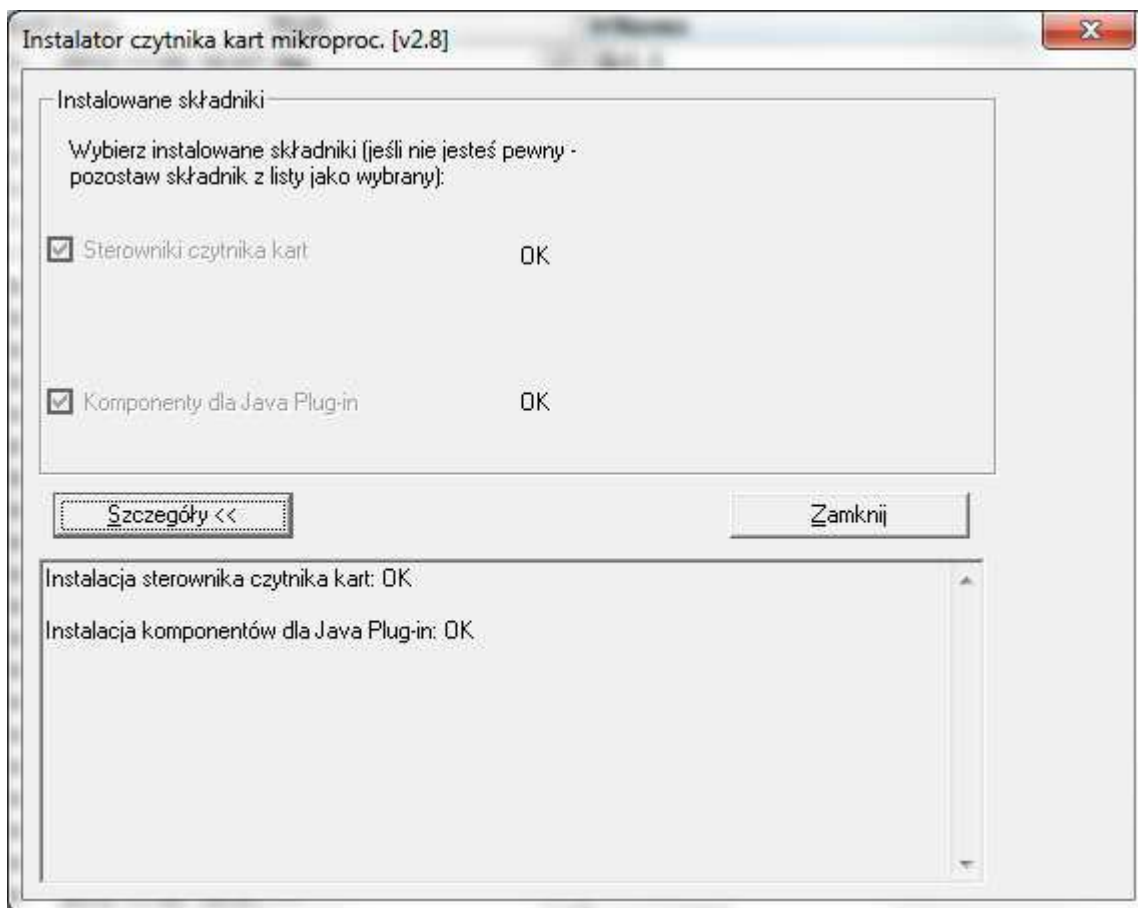 Instalator czytnika kart mikroproc. [v2.8]
Instalowane składniki
Wybierz instalowane składniki (jeśli nie jesteś pewny -
pozostaw składnik z listy jako wybrany):
Sterowniki czytnika kart OK
Komponenty dla Java Plug-in OK
Szczegóły << Zamknij
Instalacja sterownika czytnika kart: OK
Instalacja komponentów dla Java Plug-in: OK